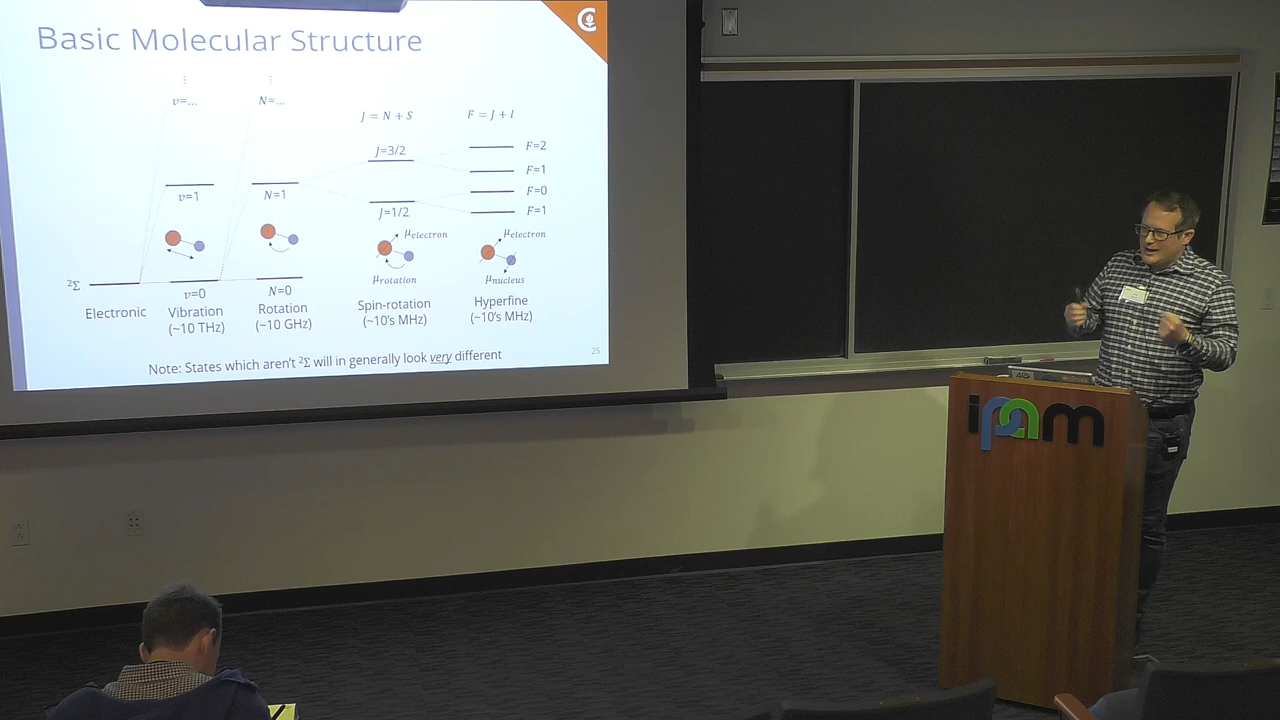 Basic Molecular Structure
⋮ ⋮
v=... N=...
J = N + S F = J + I
J=3/2 F=2
F=1
v=1 N=1 F=0
J=1/2 F=1
μelectron μelectron
μrotation μnucleus
²Σ
v=0 N=0
Electronic Vibration Rotation Spin-rotation Hyperfine
(~10 THz) (~10 GHz) (~10's MHz) (~10's MHz)
Note: States which aren't ²Σ will in generally look very different
25
ipam